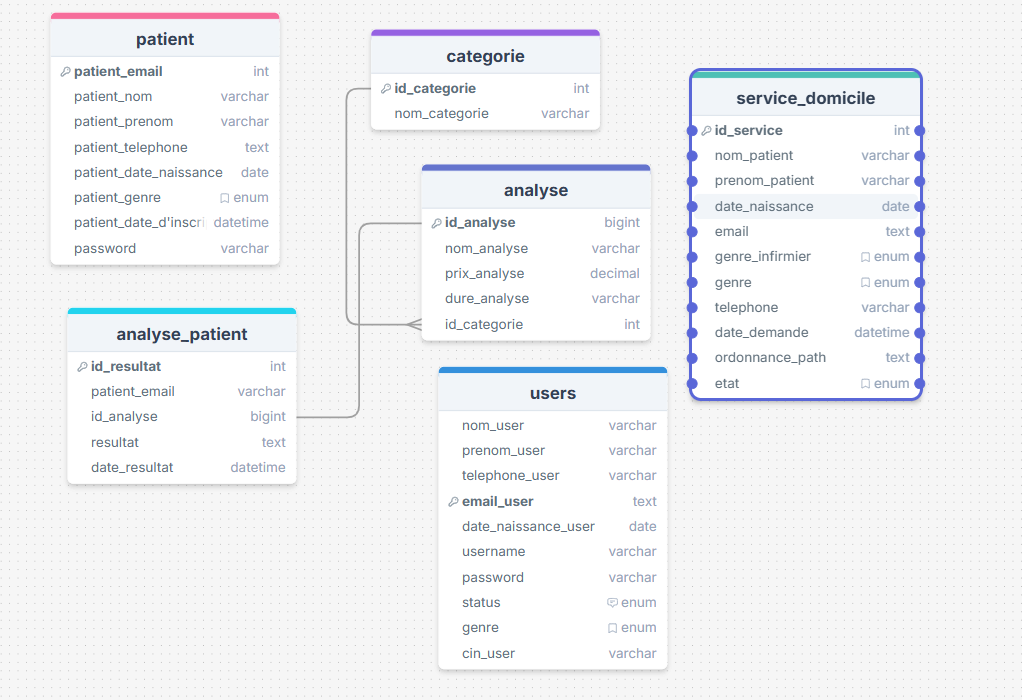 patient
patient_email int
patient_nom varchar
patient_prenom varchar
patient_telephone text
patient_date_naissance date
patient_genre enum
patient_date_d'inscri datetime
password varchar
categorie
id_categorie int
nom_categorie varchar
service_domicile
id_service int
nom_patient varchar
prenom_patient varchar
date_naissance date
email text
genre_infirmier enum
genre enum
telephone varchar
date_demande datetime
ordonnance_path text
etat enum
analyse
id_analyse bigint
nom_analyse varchar
prix_analyse decimal
dure_analyse varchar
id_categorie int
analyse_patient
id_resultat int
patient_email varchar
id_analyse bigint
resultat text
date_resultat datetime
users
nom_user varchar
prenom_user varchar
telephone_user varchar
email_user text
date_naissance_user date
username varchar
password varchar
status enum
genre enum
cin_user varchar